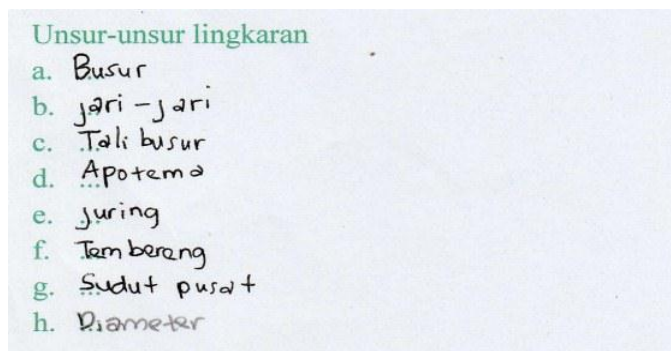 Unsur-unsur lingkaran
a. Busur
b. jari-jari
c. Tali busur
d. Apotema
e. juring
f. Tembereng
g. Sudut pusat
h. Diameter